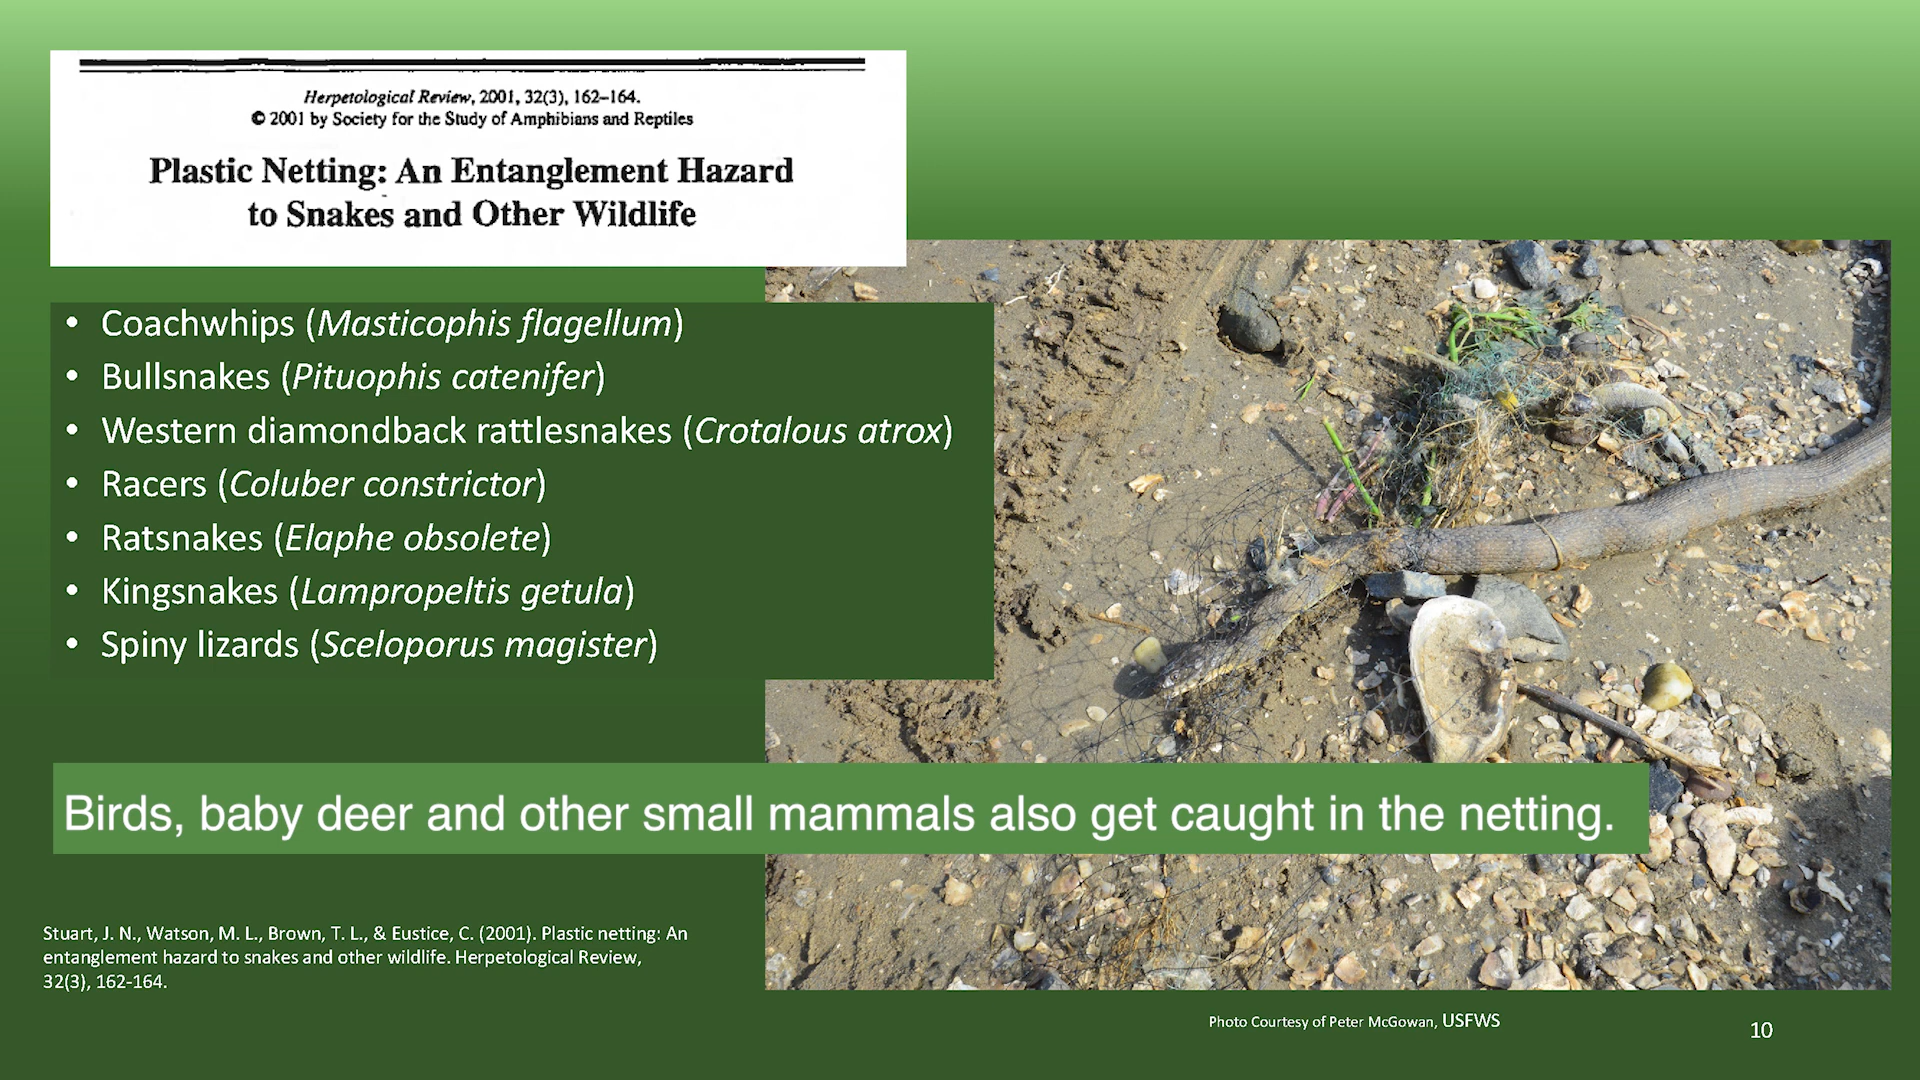 Herpetological Review, 2001, 32(3), 162–164.
© 2001 by Society for the Study of Amphibians and Reptiles
Plastic Netting: An Entanglement Hazard
to Snakes and Other Wildlife
• Coachwhips (Masticophis flagellum)
• Bullsnakes (Pituophis catenifer)
• Western diamondback rattlesnakes (Crotalous atrox)
• Racers (Coluber constrictor)
• Ratsnakes (Elaphe obsolete)
• Kingsnakes (Lampropeltis getula)
• Spiny lizards (Sceloporus magister)
Birds, baby deer and other small mammals also get caught in the netting.
Stuart, J. N., Watson, M. L., Brown, T. L., & Eustice, C. (2001). Plastic netting: An
entanglement hazard to snakes and other wildlife. Herpetological Review,
32(3), 162-164.
Photo Courtesy of Peter McGowan, USFWS
10